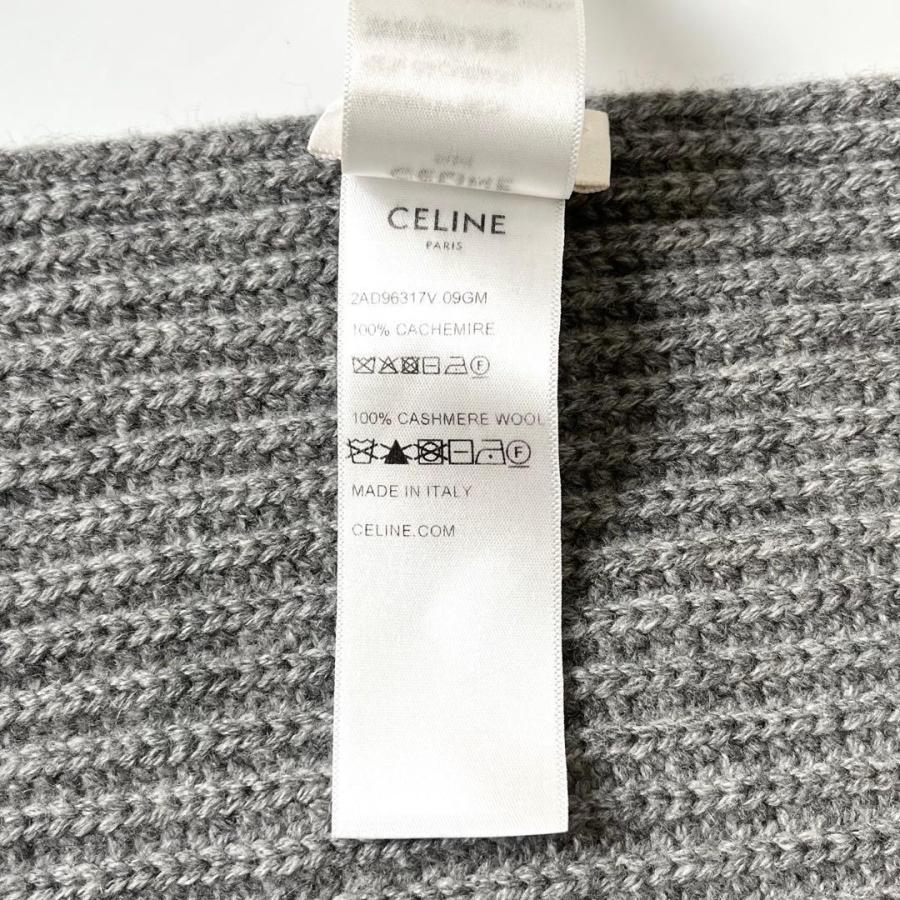 CELINE
PARIS
2AD96317V 09GM
100% CACHEMIRE
F
100% CASHMERE WOOL
F
MADE IN ITALY
CELINE.COM